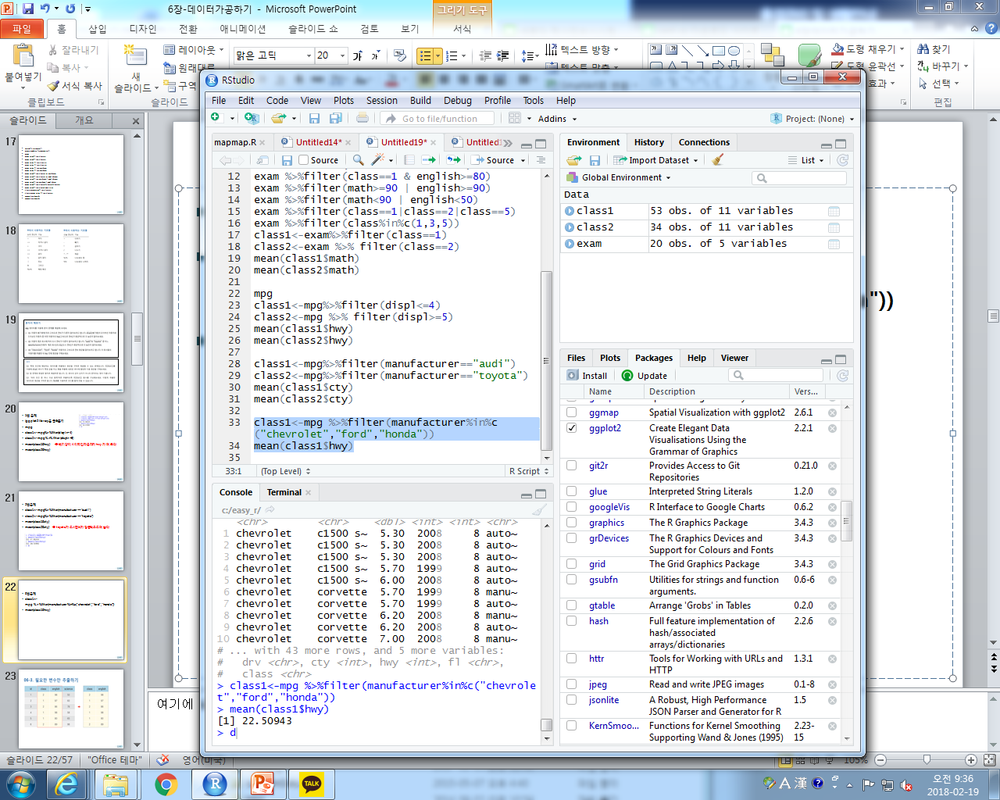 6장-데이터가공하기 - Microsoft PowerPoint
그리기 도구
파일 홈 삽입 디자인 전환 애니메이션 슬라이드 쇼 검토 보기 서식
붙여넣기
잘라내기
복사
서식 복사
클립보드
새 슬라이드
레이아웃
원래대로
구역
슬라이드
맑은 고딕 20
텍스트 방향
텍스트 맞춤
도형 채우기
도형 윤곽선
효과
찾기
바꾸기
선택
편집
슬라이드 개요
17
18
19
20
21
22
23
06-3. 필요한 변수만 추출하기
"))
여기에
슬라이드 22/57 "Office 테마" 영어(미국) 105%
RStudio
File Edit Code View Plots Session Build Debug Profile Tools Help
Go to file/function Addins Project: (None)
mapmap.R Untitled14* Untitled19* Untitled1
Source Source
12 exam %>%filter(class==1 & english>=80)
13 exam %>%filter(math>=90 | english>=90)
14 exam %>%filter(math<90 | english<50)
15 exam %>%filter(class==1|class==2|class==5)
16 exam %>%filter(class%in%c(1,3,5))
17 class1<-exam%>%filter(class==1)
18 class2<-exam %>% filter(class==2)
19 mean(class1$math)
20 mean(class2$math)
21
22 mpg
23 class1<-mpg%>%filter(displ<=4)
24 class2<-mpg %>% filter(displ>=5)
25 mean(class1$hwy)
26 mean(class2$hwy)
27
28 class1<-mpg%>%filter(manufacturer=="audi")
29 class2<-mpg%>%filter(manufacturer=="toyota")
30 mean(class1$cty)
31 mean(class2$cty)
32
33 class1<-mpg %>%filter(manufacturer%in%c
("chevrolet","ford","honda"))
34 mean(class1$hwy)
35
33:1 (Top Level) R Script
Console Terminal
c:/easy_r/
<chr> <chr> <dbl> <int> <int> <chr>
1 chevrolet c1500 s~ 5.30 2008 8 auto~
2 chevrolet c1500 s~ 5.30 2008 8 auto~
3 chevrolet c1500 s~ 5.30 2008 8 auto~
4 chevrolet c1500 s~ 5.70 1999 8 auto~
5 chevrolet c1500 s~ 6.00 2008 8 auto~
6 chevrolet corvette 5.70 1999 8 manu~
7 chevrolet corvette 5.70 1999 8 auto~
8 chevrolet corvette 6.20 2008 8 manu~
9 chevrolet corvette 6.20 2008 8 auto~
10 chevrolet corvette 7.00 2008 8 manu~
# ... with 43 more rows, and 5 more variables:
# drv <chr>, cty <int>, hwy <int>, fl <chr>,
# class <chr>
> class1<-mpg %>%filter(manufacturer%in%c("chevrole
t","ford","honda"))
> mean(class1$hwy)
[1] 22.50943
> d
Environment History Connections
Import Dataset List
Global Environment
Data
class1 53 obs. of 11 variables
class2 34 obs. of 11 variables
exam 20 obs. of 5 variables
Files Plots Packages Help Viewer
Install Update
Name Description Vers...
ggmap Spatial Visualization with ggplot2 2.6.1
ggplot2 Create Elegant Data Visualisations Using the Grammar of Graphics 2.2.1
git2r Provides Access to Git Repositories 0.21.0
glue Interpreted String Literals 1.2.0
googleVis R Interface to Google Charts 0.6.2
graphics The R Graphics Package 3.4.3
grDevices The R Graphics Devices and Support for Colours and Fonts 3.4.3
grid The Grid Graphics Package 3.4.3
gsubfn Utilities for strings and function arguments. 0.6-6
gtable Arrange 'Grobs' in Tables 0.2.0
hash Full feature implementation of hash/associated arrays/dictionaries 2.2.6
httr Tools for Working with URLs and HTTP 1.3.1
jpeg Read and write JPEG images 0.1-8
jsonlite A Robust, High Performance JSON Parser and Generator for R 1.5
KernSmoo... Functions for Kernel Smoothing Supporting Wand & Jones (1995) 2.23-15
TALK
A 漢
오전 9:36
2018-02-19